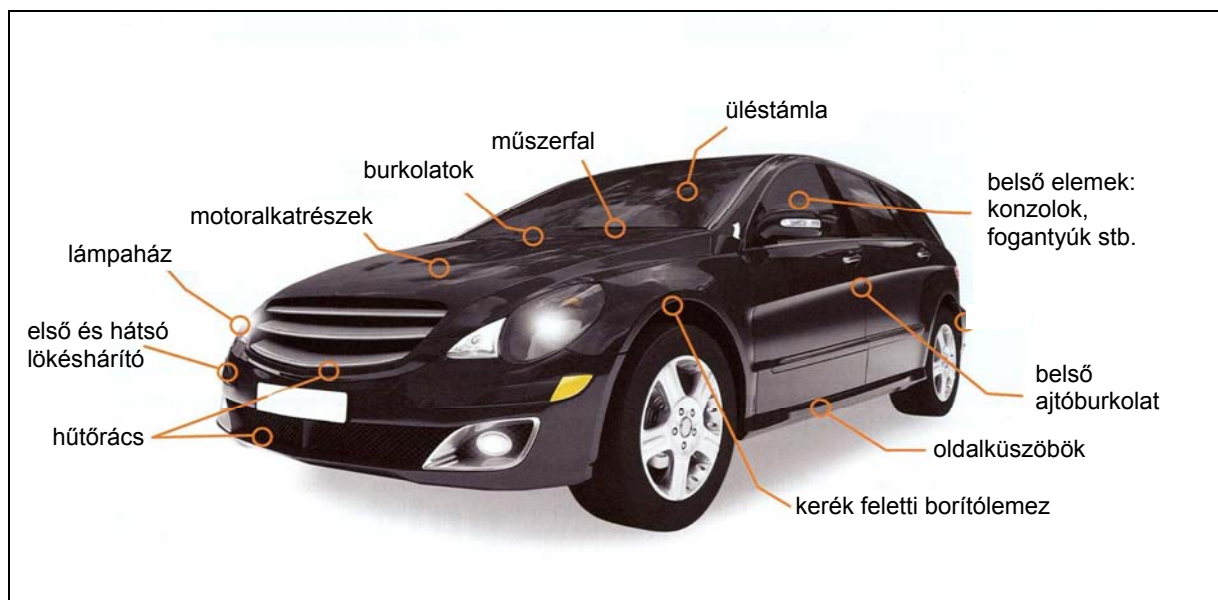 üléstámla
műszerfal
burkolatok
motoralkatrészek
lámpaház
első és hátsó
lökéshárító
hűtőrács
belső elemek:
konzolok,
fogantyúk stb.
belső
ajtóburkolat
oldalküszöbök
kerék feletti borítólemez